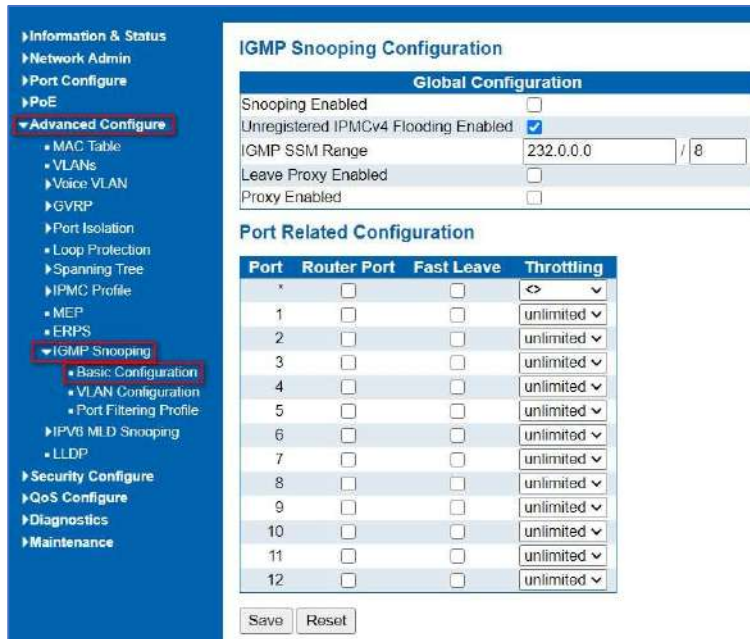 Information & Status
Network Admin
Port Configure
PoE
Advanced Configure
MAC Table
VLANs
Voice VLAN
GVRP
Port Isolation
Loop Protection
Spanning Tree
IPMC Profile
MEP
ERPS
IGMP Snooping
Basic Configuration
VLAN Configuration
Port Filtering Profile
IPV6 MLD Snooping
LLDP
Security Configure
QoS Configure
Diagnostics
Maintenance
IGMP Snooping Configuration
Global Configuration
Snooping Enabled
Unregistered IPMCv4 Flooding Enabled
IGMP SSM Range 232.0.0.0 / 8
Leave Proxy Enabled
Proxy Enabled
Port Related Configuration
Port Router Port Fast Leave Throttling
* <>
1 unlimited
2 unlimited
3 unlimited
4 unlimited
5 unlimited
6 unlimited
7 unlimited
8 unlimited
9 unlimited
10 unlimited
11 unlimited
12 unlimited
Save Reset